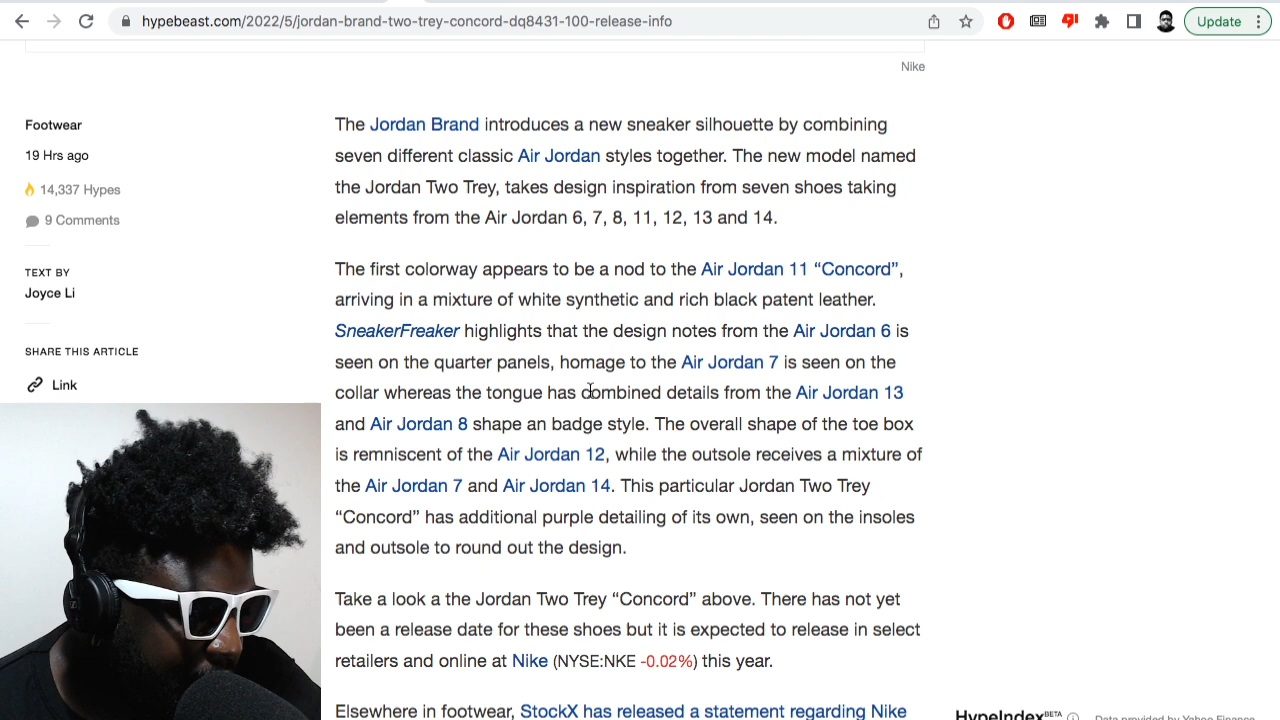 hypebeast.com/2022/5/jordan-brand-two-trey-concord-dq8431-100-release-info
Update
Nike
Footwear
19 Hrs ago
14,337 Hypes
9 Comments
TEXT BY
Joyce Li
SHARE THIS ARTICLE
Link
The Jordan Brand introduces a new sneaker silhouette by combining
seven different classic Air Jordan styles together. The new model named
the Jordan Two Trey, takes design inspiration from seven shoes taking
elements from the Air Jordan 6, 7, 8, 11, 12, 13 and 14.
The first colorway appears to be a nod to the Air Jordan 11 “Concord”,
arriving in a mixture of white synthetic and rich black patent leather.
SneakerFreaker highlights that the design notes from the Air Jordan 6 is
seen on the quarter panels, homage to the Air Jordan 7 is seen on the
collar whereas the tongue has combined details from the Air Jordan 13
and Air Jordan 8 shape an badge style. The overall shape of the toe box
is remniscent of the Air Jordan 12, while the outsole receives a mixture of
the Air Jordan 7 and Air Jordan 14. This particular Jordan Two Trey
“Concord” has additional purple detailing of its own, seen on the insoles
and outsole to round out the design.
Take a look a the Jordan Two Trey “Concord” above. There has not yet
been a release date for these shoes but it is expected to release in select
retailers and online at Nike (NYSE:NKE -0.02%) this year.
Elsewhere in footwear, StockX has released a statement regarding Nike
HypeIndex BETA
Data provided by Yahoo Finance